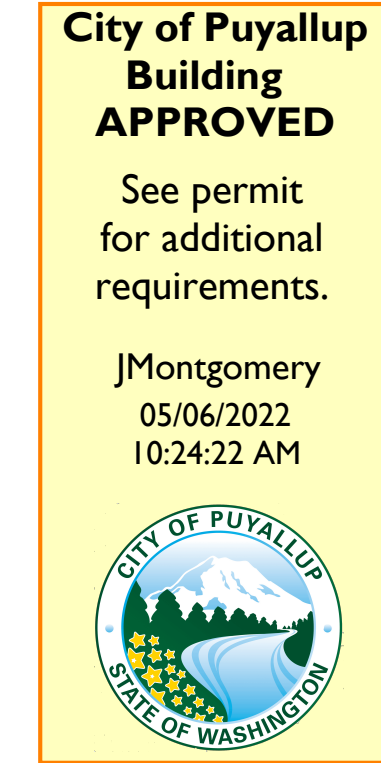 City of Puyallup
Building
APPROVED
See permit
for additional
requirements.
JMontgomery
05/06/2022
10:24:22 AM
CITY OF PUYALLUP
STATE OF WASHINGTON